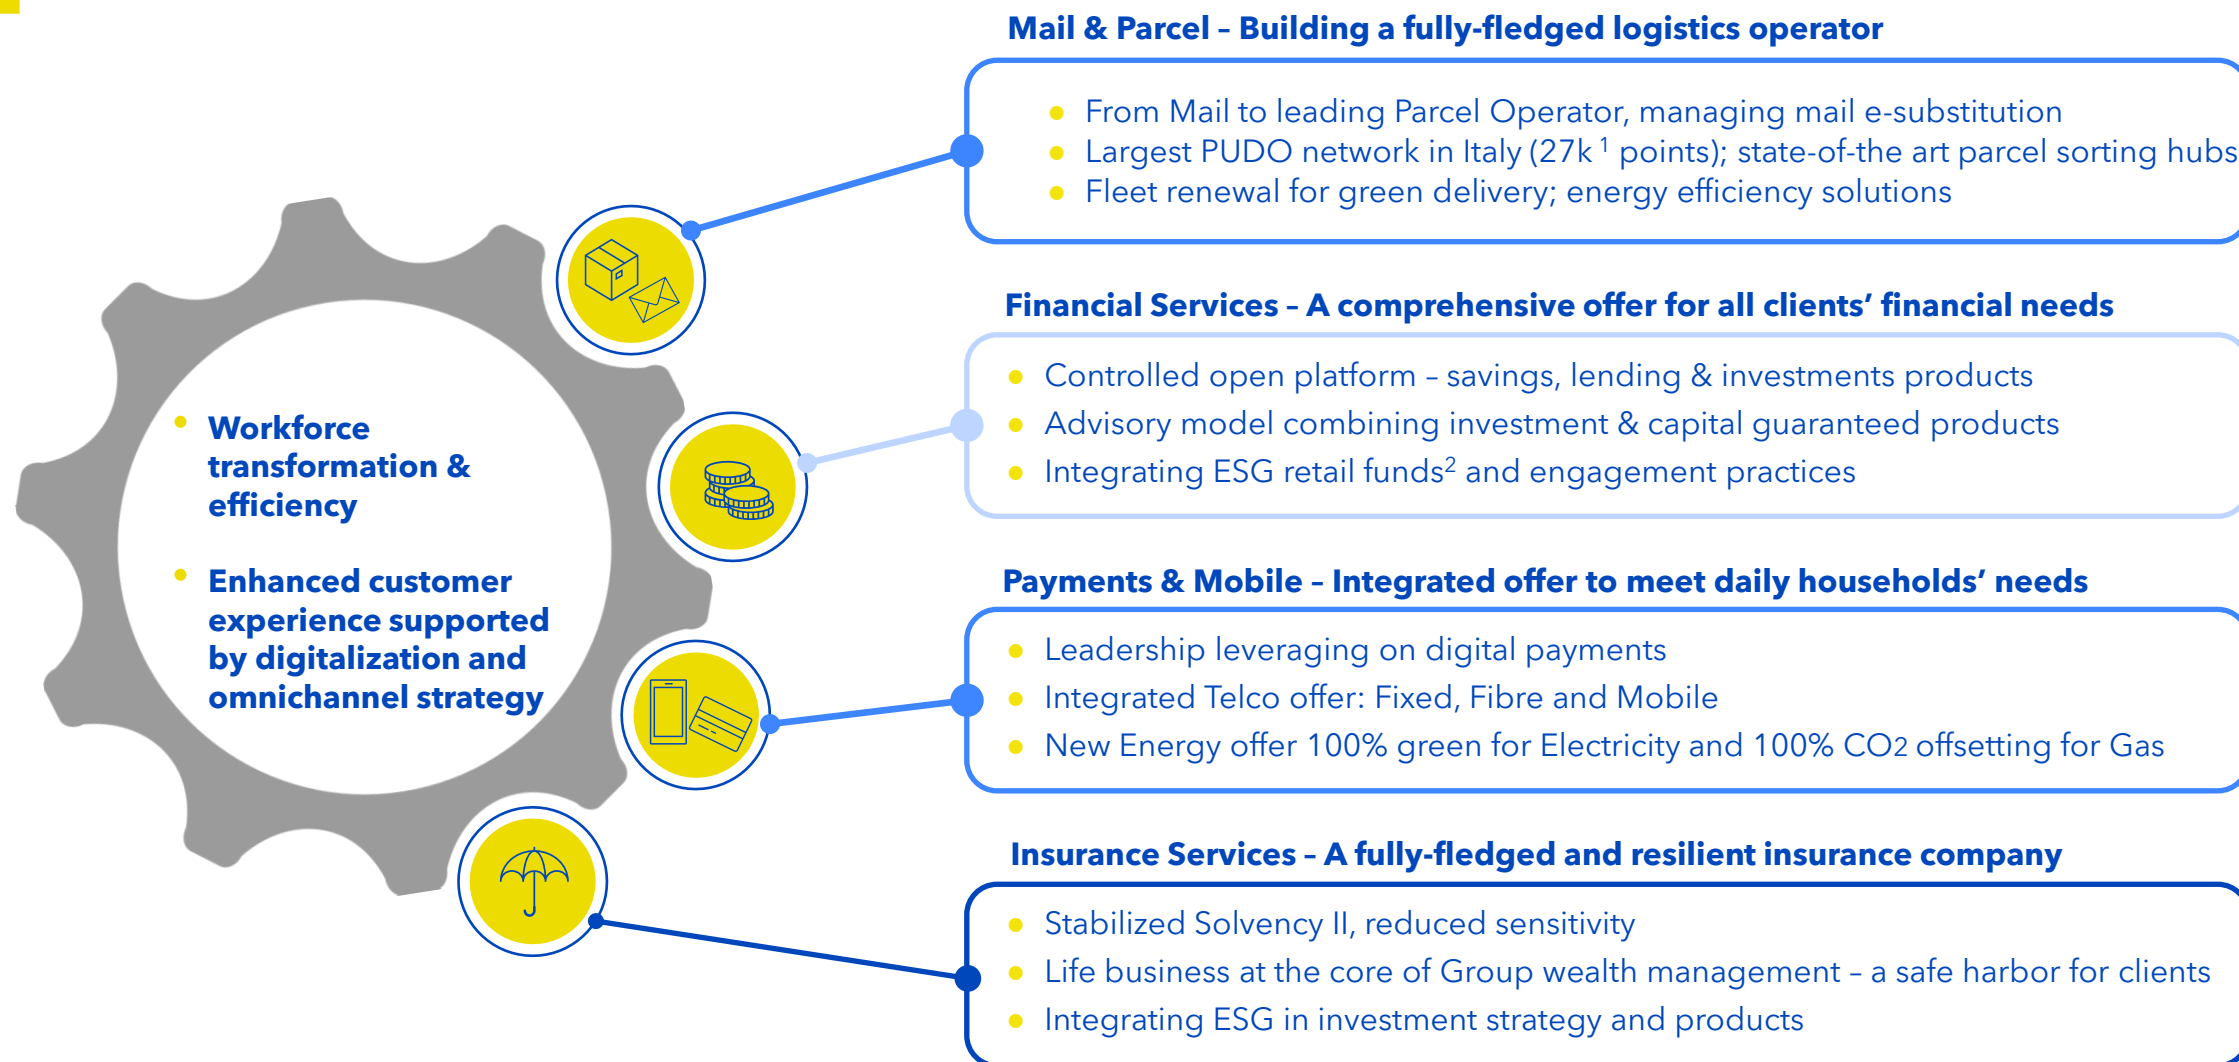 Mail & Parcel – Building a fully-fledged logistics operator
From Mail to leading Parcel Operator, managing mail e-substitution
Largest PUDO network in Italy (27k 1 points); state-of-the art parcel sorting hubs
Fleet renewal for green delivery; energy efficiency solutions
Financial Services – A comprehensive offer for all clients’ financial needs
Controlled open platform – savings, lending & investments products
Advisory model combining investment & capital guaranteed products
Integrating ESG retail funds2 and engagement practices
Workforce
transformation &
efficiency
Enhanced customer
experience supported
by digitalization and
omnichannel strategy
Payments & Mobile – Integrated offer to meet daily households’ needs
Leadership leveraging on digital payments
Integrated Telco offer: Fixed, Fibre and Mobile
New Energy offer 100% green for Electricity and 100% CO2 offsetting for Gas
Insurance Services – A fully-fledged and resilient insurance company
Stabilized Solvency II, reduced sensitivity
Life business at the core of Group wealth management – a safe harbor for clients
Integrating ESG in investment strategy and products